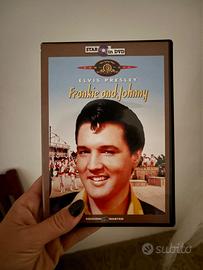 STAR in DVD
ELVIS PRESLEY
Frankie and Johnny
subito